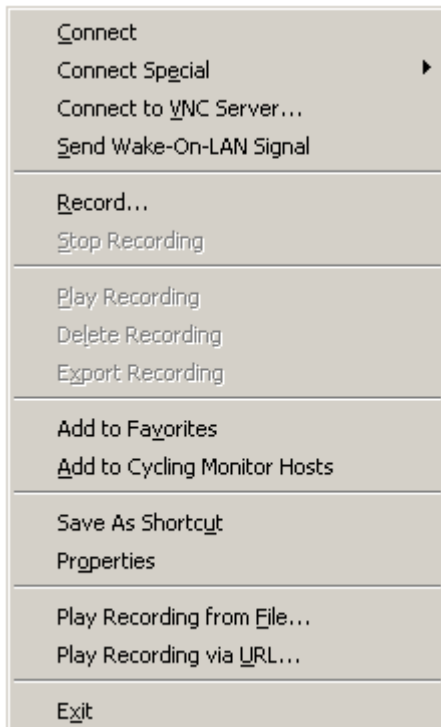 Connect
Connect Special
Connect to VNC Server...
Send Wake-On-LAN Signal
Record...
Stop Recording
Play Recording
Delete Recording
Export Recording
Add to Favorites
Add to Cycling Monitor Hosts
Save As Shortcut
Properties
Play Recording from File...
Play Recording via URL...
Exit